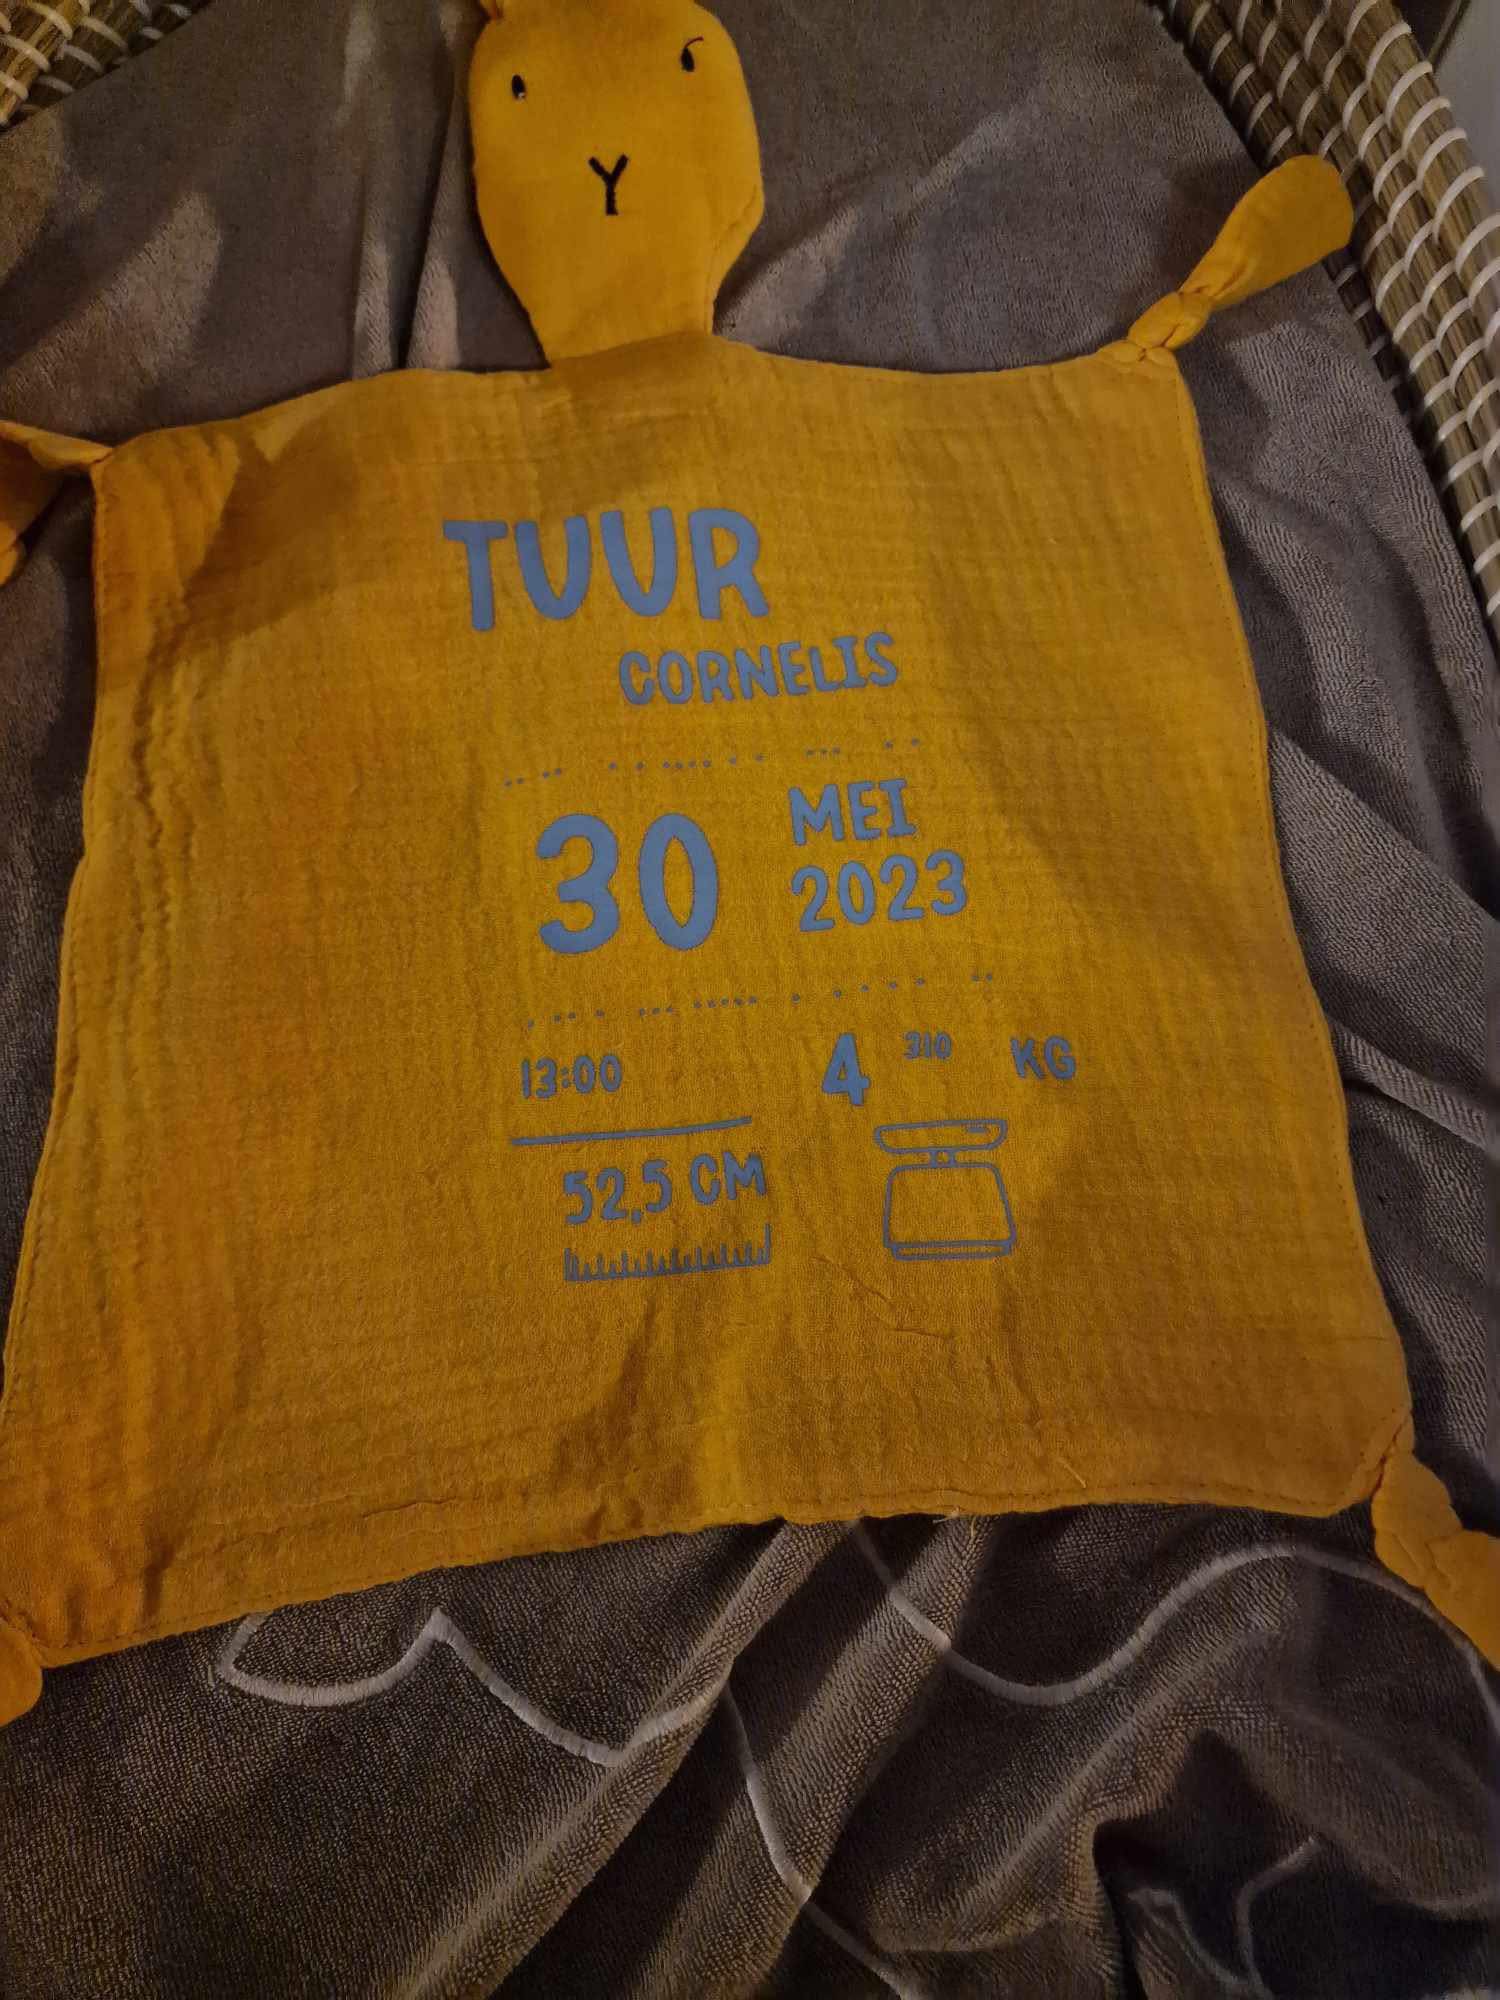 TUUR
CORNELIS
30 MEI
2023
13:00
4 310 KG
52,5 CM